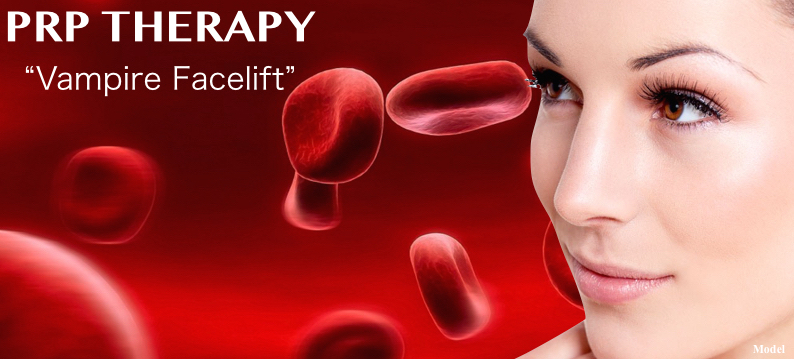 PRP THERAPY
“Vampire Facelift”
Model